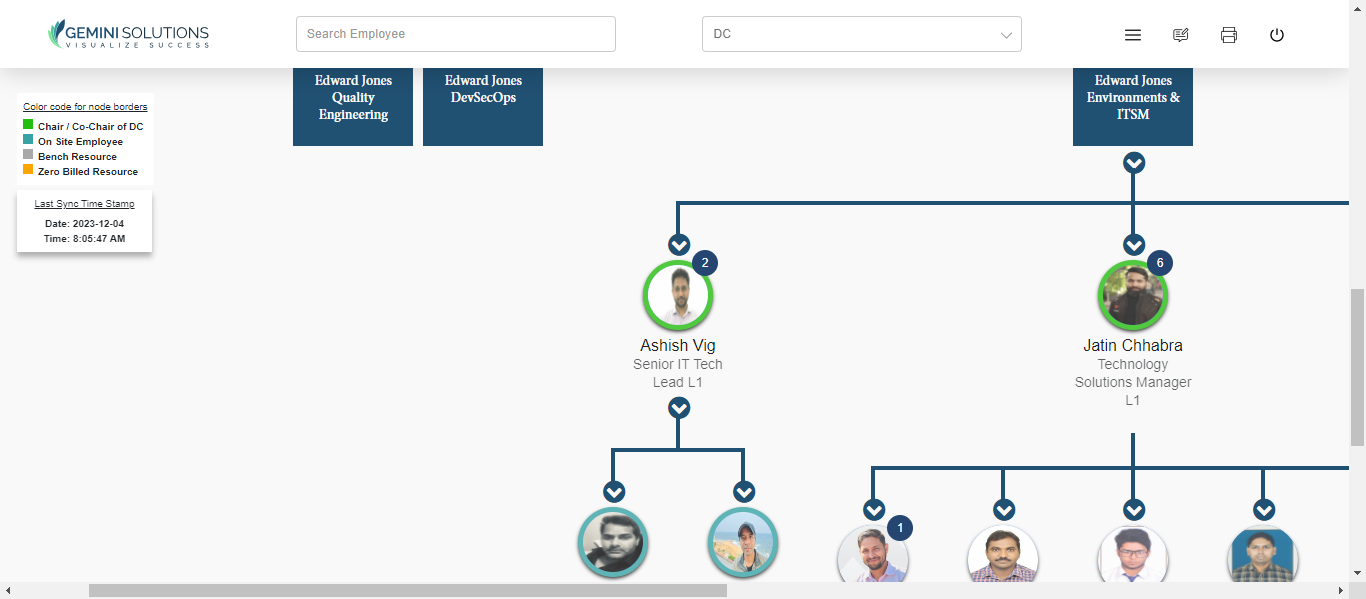 GEMINI SOLUTIONS
VISUALIZE SUCCESS
Search Employee
DC
Edward Jones
Quality
Engineering
Edward Jones
DevSecOps
Edward Jones
Environments &
ITSM
Color code for node borders
Chair / Co-Chair of DC
On Site Employee
Bench Resource
Zero Billed Resource
Last Sync Time Stamp
Date: 2023-12-04
Time: 8:05:47 AM
2
Ashish Vig
Senior IT Tech
Lead L1
6
Jatin Chhabra
Technology
Solutions Manager
L1
1